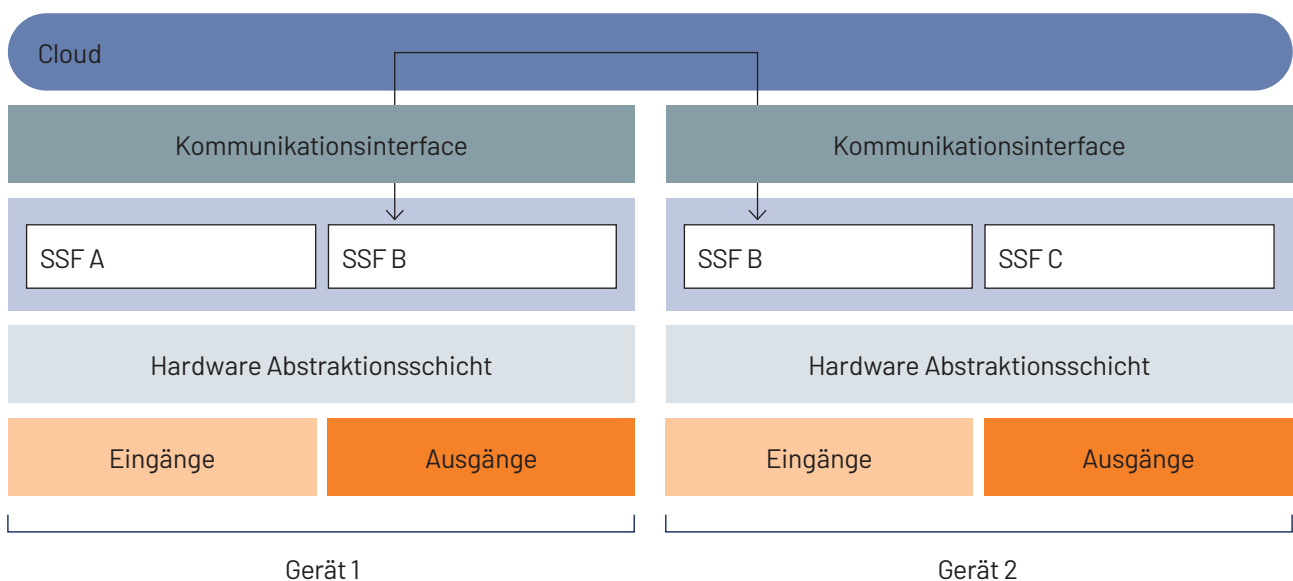 Cloud
Kommunikationsinterface
Kommunikationsinterface
SSF A
SSF B
SSF B
SSF C
Hardware Abstraktionsschicht
Hardware Abstraktionsschicht
Eingänge
Ausgänge
Eingänge
Ausgänge
Gerät 1
Gerät 2